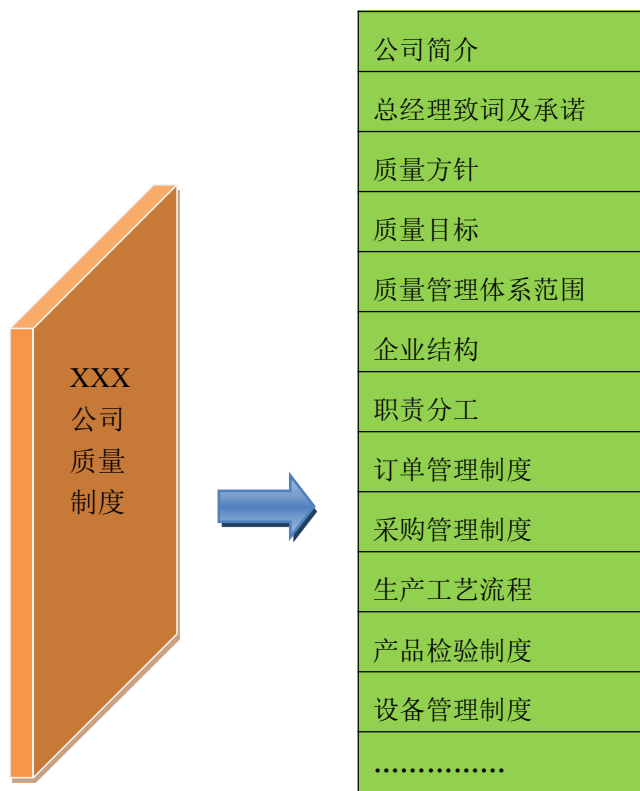 XXX
公司
质量
制度
公司简介
总经理致词及承诺
质量方针
质量目标
质量管理体系范围
企业结构
职责分工
订单管理制度
采购管理制度
生产工艺流程
产品检验制度
设备管理制度
……………